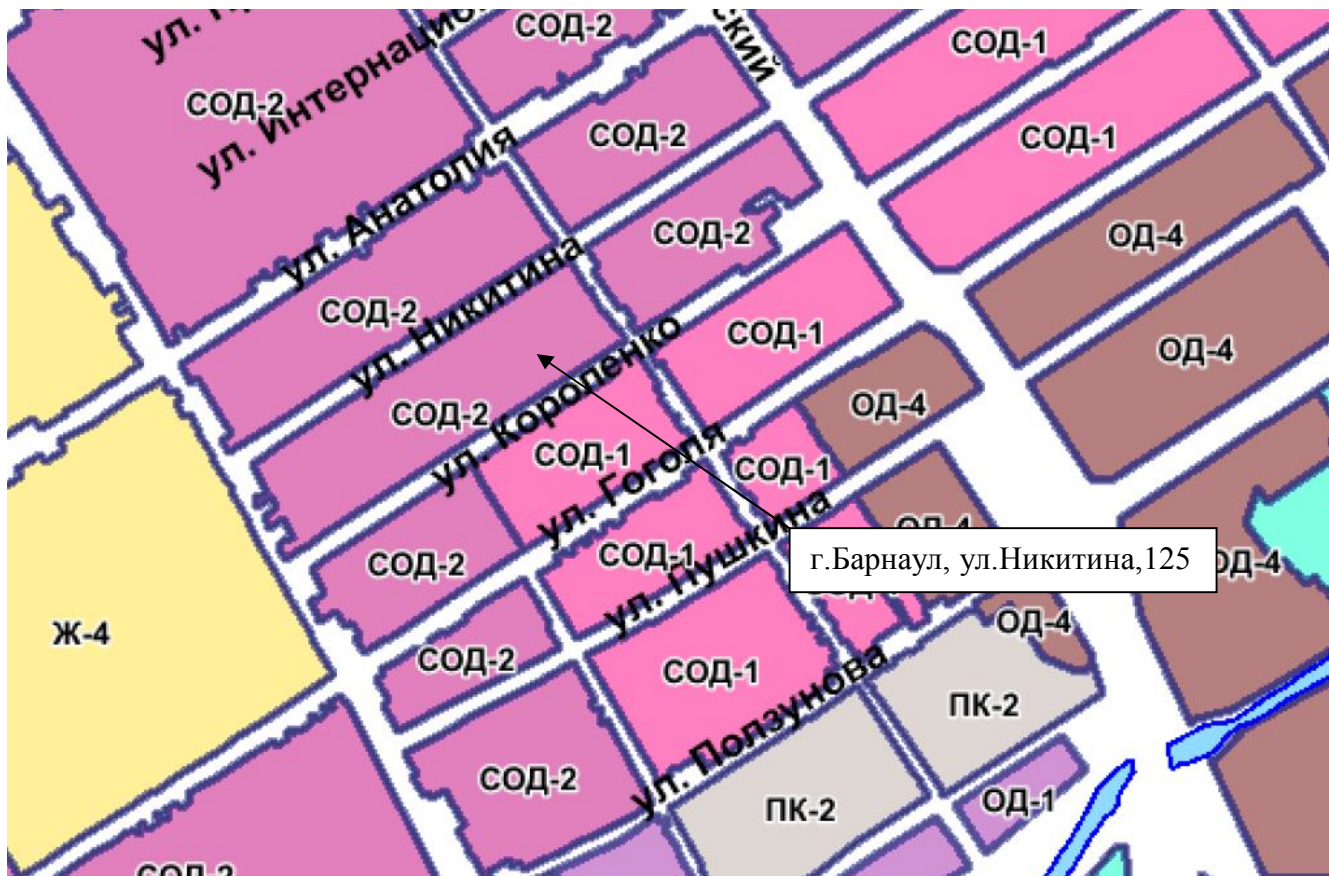 ул. Интернацио
СОД-2
ский
СОД-1
СОД-2
СОД-2
СОД-1
ул. Анатолия
СОД-2
ОД-4
ул. Никитина
СОД-2
СОД-1
ОД-4
СОД-2
ул. Короленко
ОД-4
СОД-1
СОД-1
ул. Гоголя
ОД-4
СОД-2
СОД-1
ул. Пушкина
г.Барнаул, ул.Никитина,125
ОД-4
Ж-4
ОД-4
СОД-2
СОД-1
ул. Ползунова
ПК-2
СОД-2
ПК-2
ОД-1
СОД-2